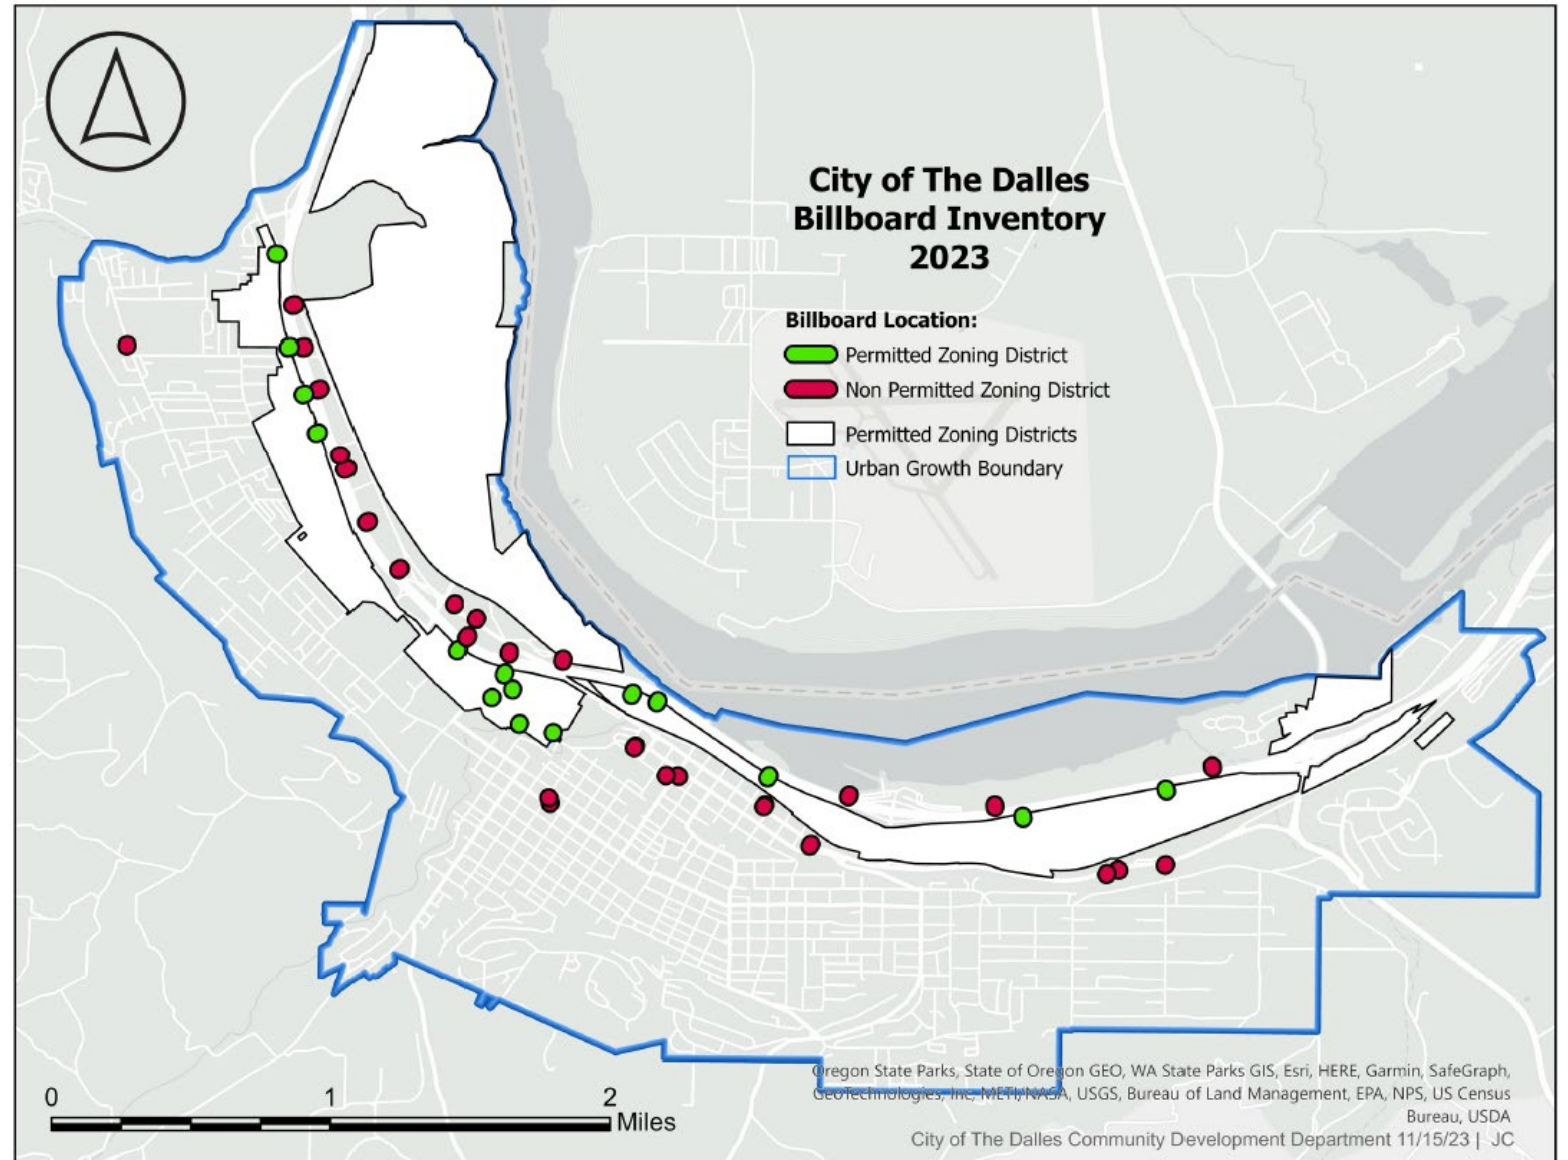 City of The Dalles
Billboard Inventory
2023
Billboard Location:
Permitted Zoning District
Non Permitted Zoning District
Permitted Zoning Districts
Urban Growth Boundary
0 1 2
Miles
Oregon State Parks, State of Oregon GEO, WA State Parks GIS, Esri, HERE, Garmin, SafeGraph,
GeoTechnologies, Inc, METI/NASA, USGS, Bureau of Land Management, EPA, NPS, US Census
Bureau, USDA
City of The Dalles Community Development Department 11/15/23 | JC